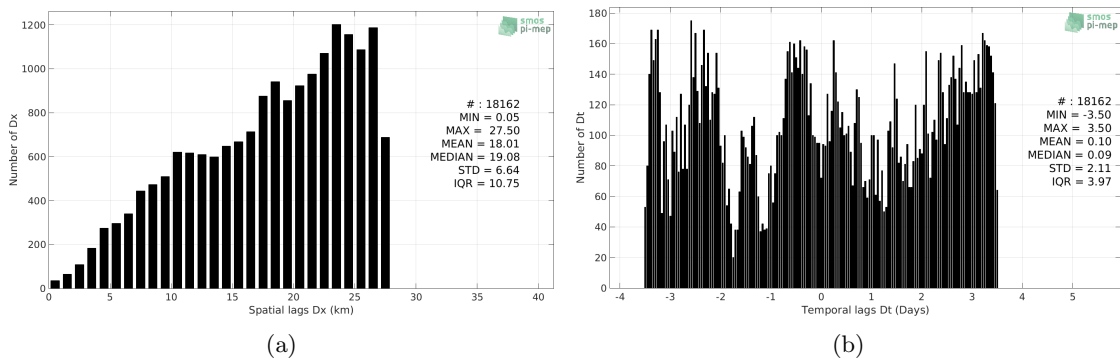 smos
pi-mep
1200
1000
800
600
400
200
0
Number of Dx
# : 18162
MIN = 0.05
MAX = 27.50
MEAN = 18.01
MEDIAN = 19.08
STD = 6.64
IQR = 10.75
0 5 10 15 20 25 30 35 40
Spatial lags Dx (km)
(a)
smos
pi-mep
180
160
140
120
100
80
60
40
20
0
Number of Dt
# : 18162
MIN = -3.50
MAX = 3.50
MEAN = 0.10
MEDIAN = 0.09
STD = 2.11
IQR = 3.97
-4 -3 -2 -1 0 1 2 3 4 5
Temporal lags Dt (Days)
(b)